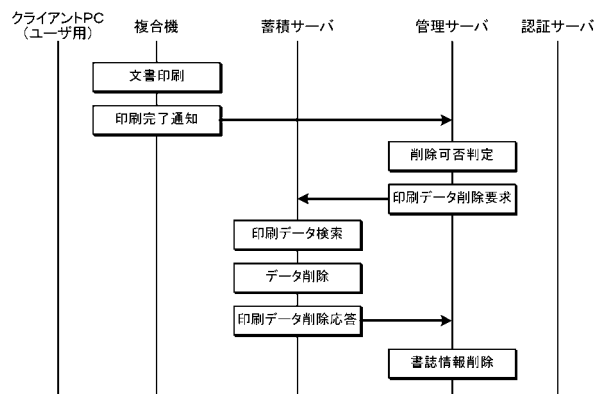 クライアントPC
(ユーザ用)
複合機
蓄積サーバ
管理サーバ
認証サーバ
文書印刷
印刷完了通知
削除可否判定
印刷データ削除要求
印刷データ検索
データ削除
印刷データ削除応答
書誌情報削除